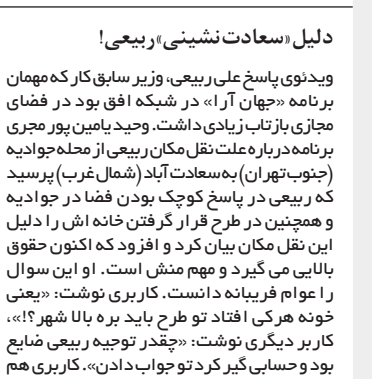 دلیل «سعادت نشینی» ربیعی!
ویدئوی پاسخ علی ربیعی، وزیر سابق کار که مهمان
برنامه «جهان آرا» در شبکه افق بود در فضای
مجازی بازتاب زیادی داشت. وحید یامین پور مجری
برنامه درباره علت نقل مکان ربیعی از محله جوادیه
(جنوب تهران) به سعادت آباد (شمال غرب) پرسید
که ربیعی در پاسخ کوچک بودن فضا در جوادیه
و همچنین در طرح قرار گرفتن خانه اش را دلیل
این نقل مکان بیان کرد و افزود که اکنون حقوق
بالایی می گیرد و مهم منش است. او این سوال
را عوام فریبانه دانست. کاربری نوشت: «یعنی
خونه هرکی افتاد تو طرح باید بره بالا شهر؟!»،
کاربر دیگری نوشت: «چقدر توجیه ربیعی ضایع
بود و حسابی گیر کرد تو جواب دادن». کاربری هم